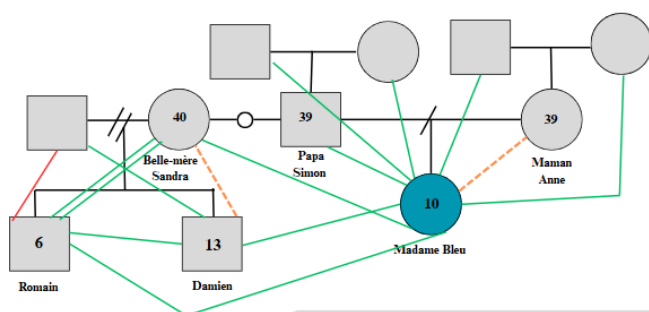 40
39
39
Belle-mère
Sandra
Papa
Simon
Maman
Anne
10
Madame Bleu
6
13
Romain
Damien